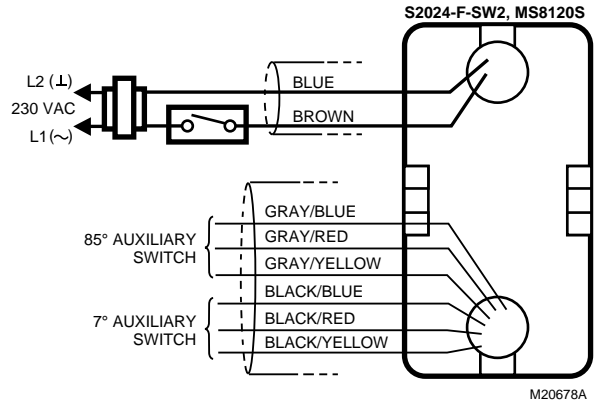 S2024-F-SW2, MS8120S
L2 (⊥)
230 VAC
L1 (∼)
BLUE
BROWN
85° AUXILIARY
SWITCH
GRAY/BLUE
GRAY/RED
GRAY/YELLOW
7° AUXILIARY
SWITCH
BLACK/BLUE
BLACK/RED
BLACK/YELLOW
M20678A